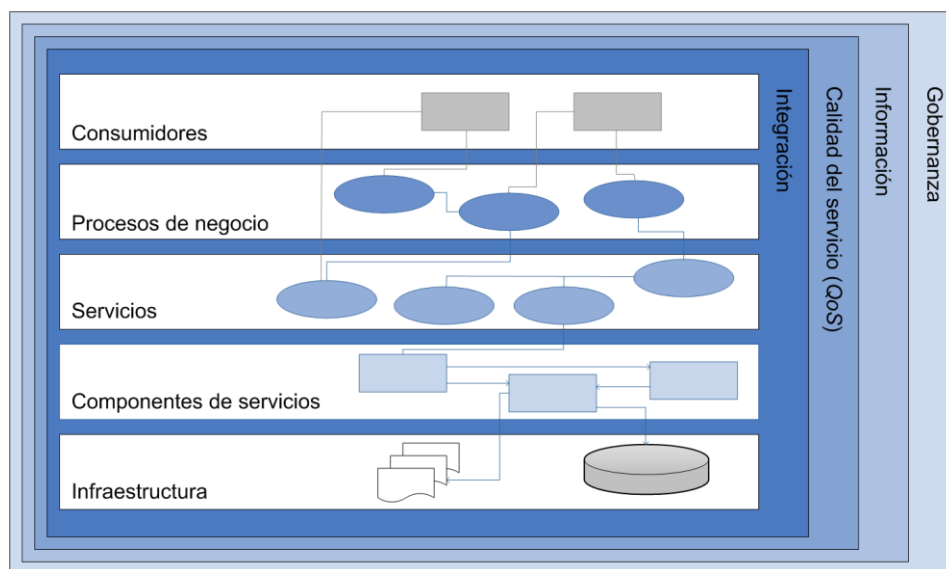 Consumidores
Procesos de negocio
Servicios
Componentes de servicios
Infraestructura
Integración
Calidad del servicio (QoS)
Información
Gobernanza